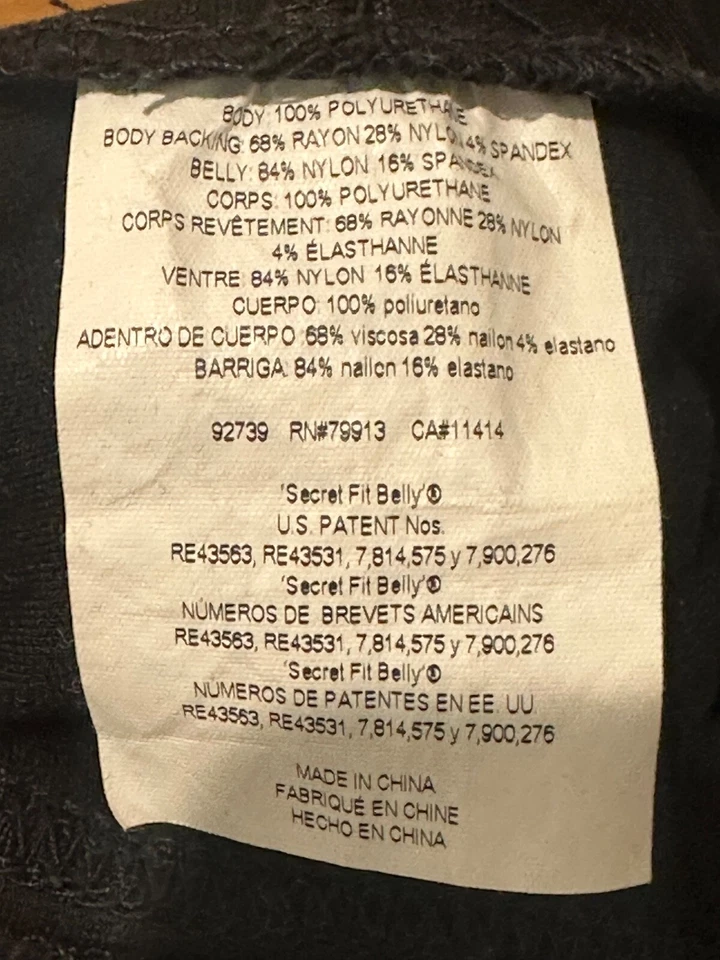 BODY: 100% POLYURETHANE
BODY BACKING: 68% RAYON 28% NYLON 4% SPANDEX
BELLY: 84% NYLON 16% SPANDEX
CORPS: 100% POLYURETHANE
CORPS REVÊTEMENT: 68% RAYONNE 28% NYLON
4% ÉLASTHANNE
VENTRE: 84% NYLON 16% ÉLASTHANNE
CUERPO: 100% poliuretano
ADENTRO DE CUERPO :68% viscosa 28% nailon 4% elastano
BARRIGA: 84% nailon 16% elastano
92739 RN#79913 CA#11414
'Secret Fit Belly'®
U.S. PATENT Nos.
RE43563, RE43531, 7,814,575 y 7,900,276
'Secret Fit Belly'®
NÚMEROS DE BREVETS AMERICAINS
RE43563, RE43531, 7,814,575 y 7,900,276
'Secret Fit Belly'®
NÚMEROS DE PATENTES EN EE. UU.
RE43563, RE43531, 7,814,575 y 7,900,276
MADE IN CHINA
FABRIQUÉ EN CHINE
HECHO EN CHINA